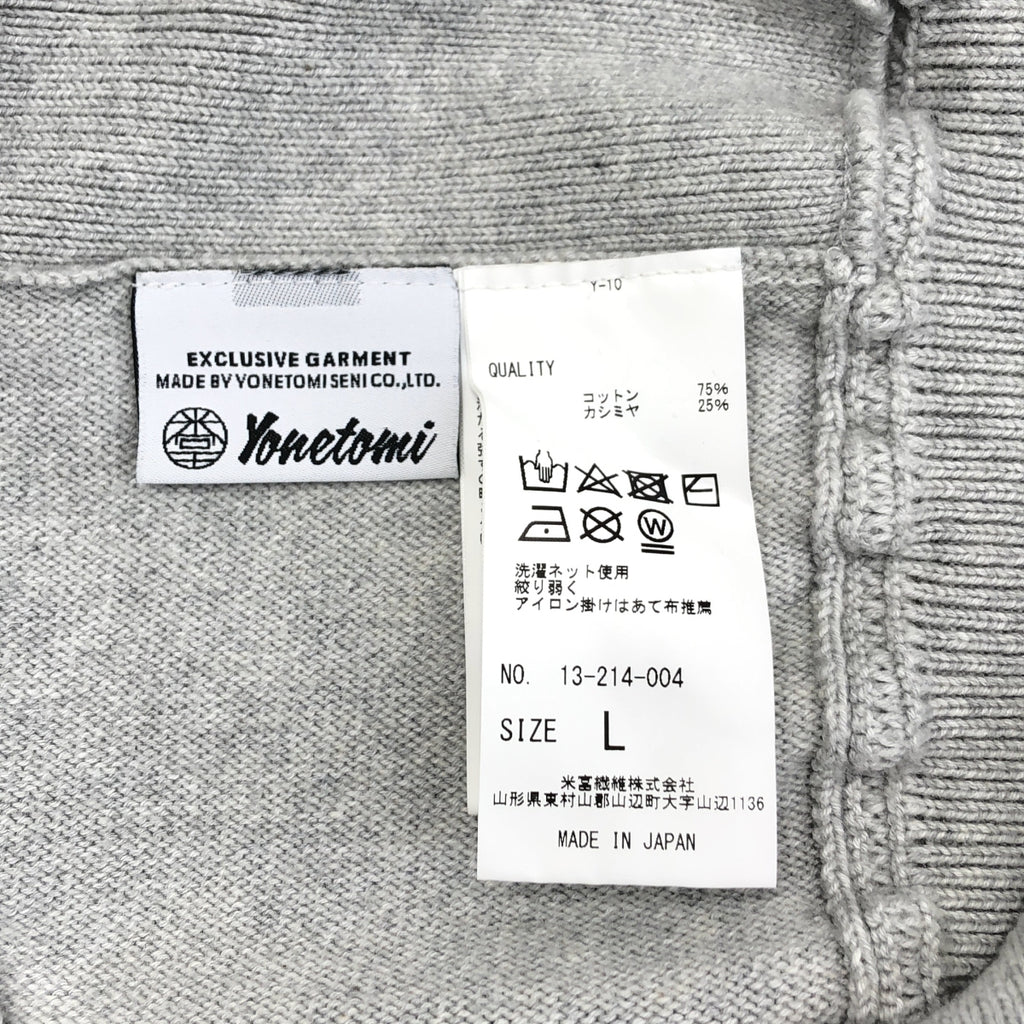 EXCLUSIVE GARMENT
MADE BY YONETOMI SENI CO.,LTD.
米富
Yonetomi
Y-10
QUALITY
コットン 75%
カシミヤ 25%
W
洗濯ネット使用
絞り弱く
アイロン掛けはあて布推薦
NO. 13-214-004
SIZE L
米富繊維株式会社
山形県東村山郡山辺町大字山辺1136
MADE IN JAPAN